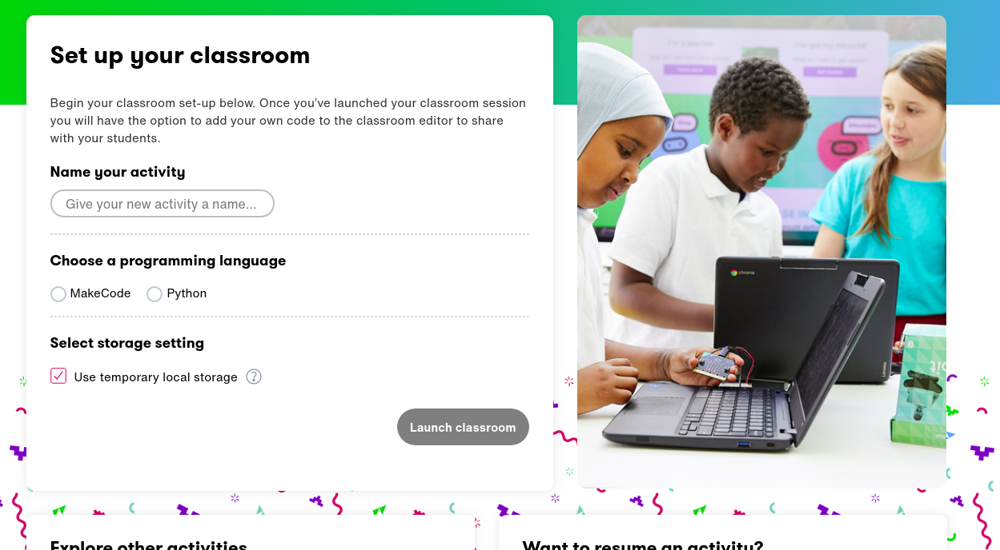 Set up your classroom
Begin your classroom set-up below. Once you’ve launched your classroom session
you will have the option to add your own code to the classroom editor to share
with your students.
Name your activity
Give your new activity a name...
Choose a programming language
MakeCode
Python
Select storage setting
Use temporary local storage
?
Launch classroom
I'm a teacher
chrome
Lenovo
Explore other activities
Want to resume an activity?